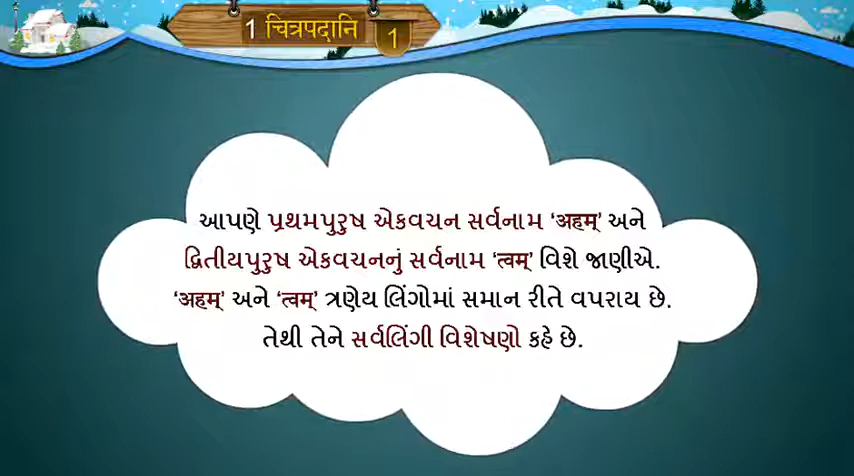 1 चित्रपदानि
1
આપણે પ્રથમપુરુષ એકવચન સર્વનામ ‘अहम्’ અને
દ્વિતીયપુરુષ એકવચનનું સર્વનામ ‘त्वम्’ વિશે જાણીએ.
‘अहम्’ અને ‘त्वम्’ ત્રણેય લિંગોમાં સમાન રીતે વપરાય છે.
તેથી તેને સર્વલિંગી વિશેષણો કહે છે.